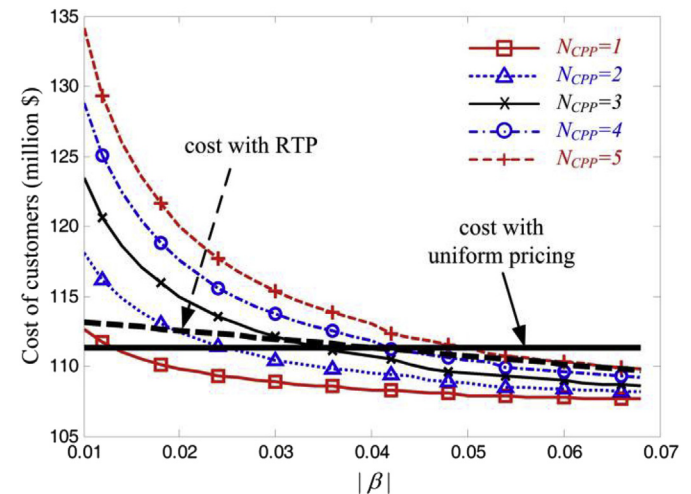 135
130
125
120
115
110
105
Cost of customers (million $)
0.01
0.02
0.03
0.04
0.05
0.06
0.07
| β |
cost with RTP
cost with
uniform pricing
N_CPP=1
N_CPP=2
N_CPP=3
N_CPP=4
N_CPP=5